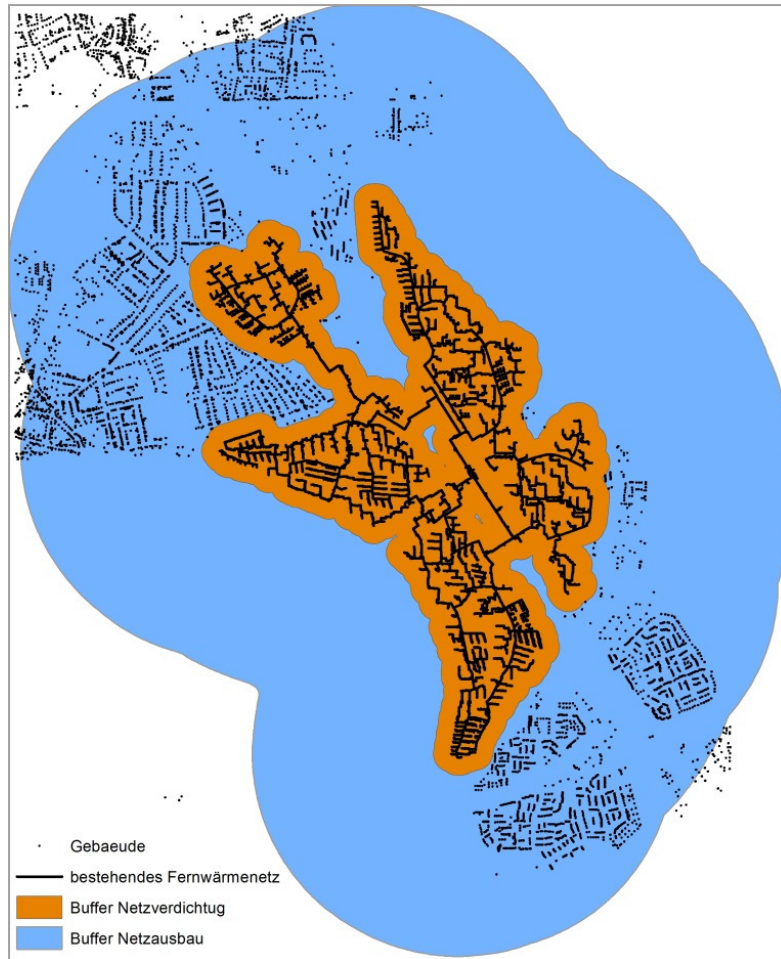 Gebaeude
bestehendes Fernwärmenetz
Buffer Netzverdichtug
Buffer Netzausbau